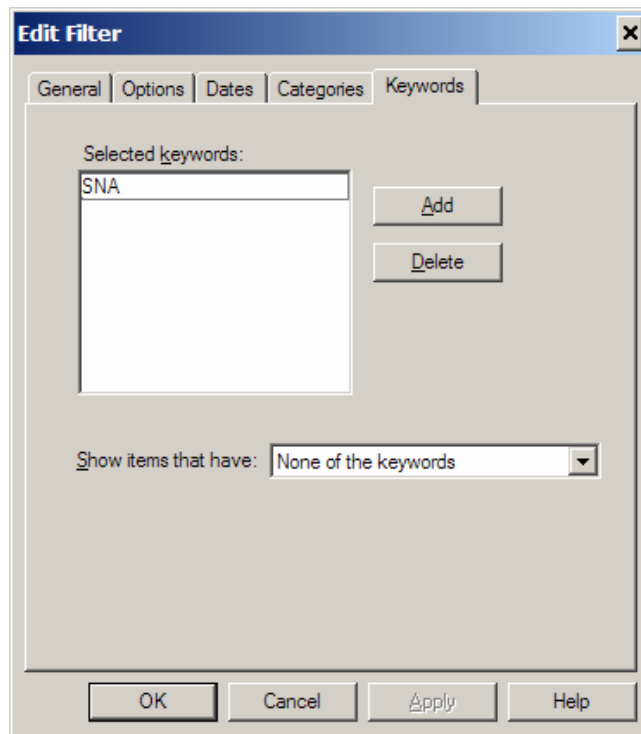 Edit Filter
General Options Dates Categories Keywords
Selected keywords:
SNA
Add
Delete
Show items that have: None of the keywords
OK Cancel Apply Help